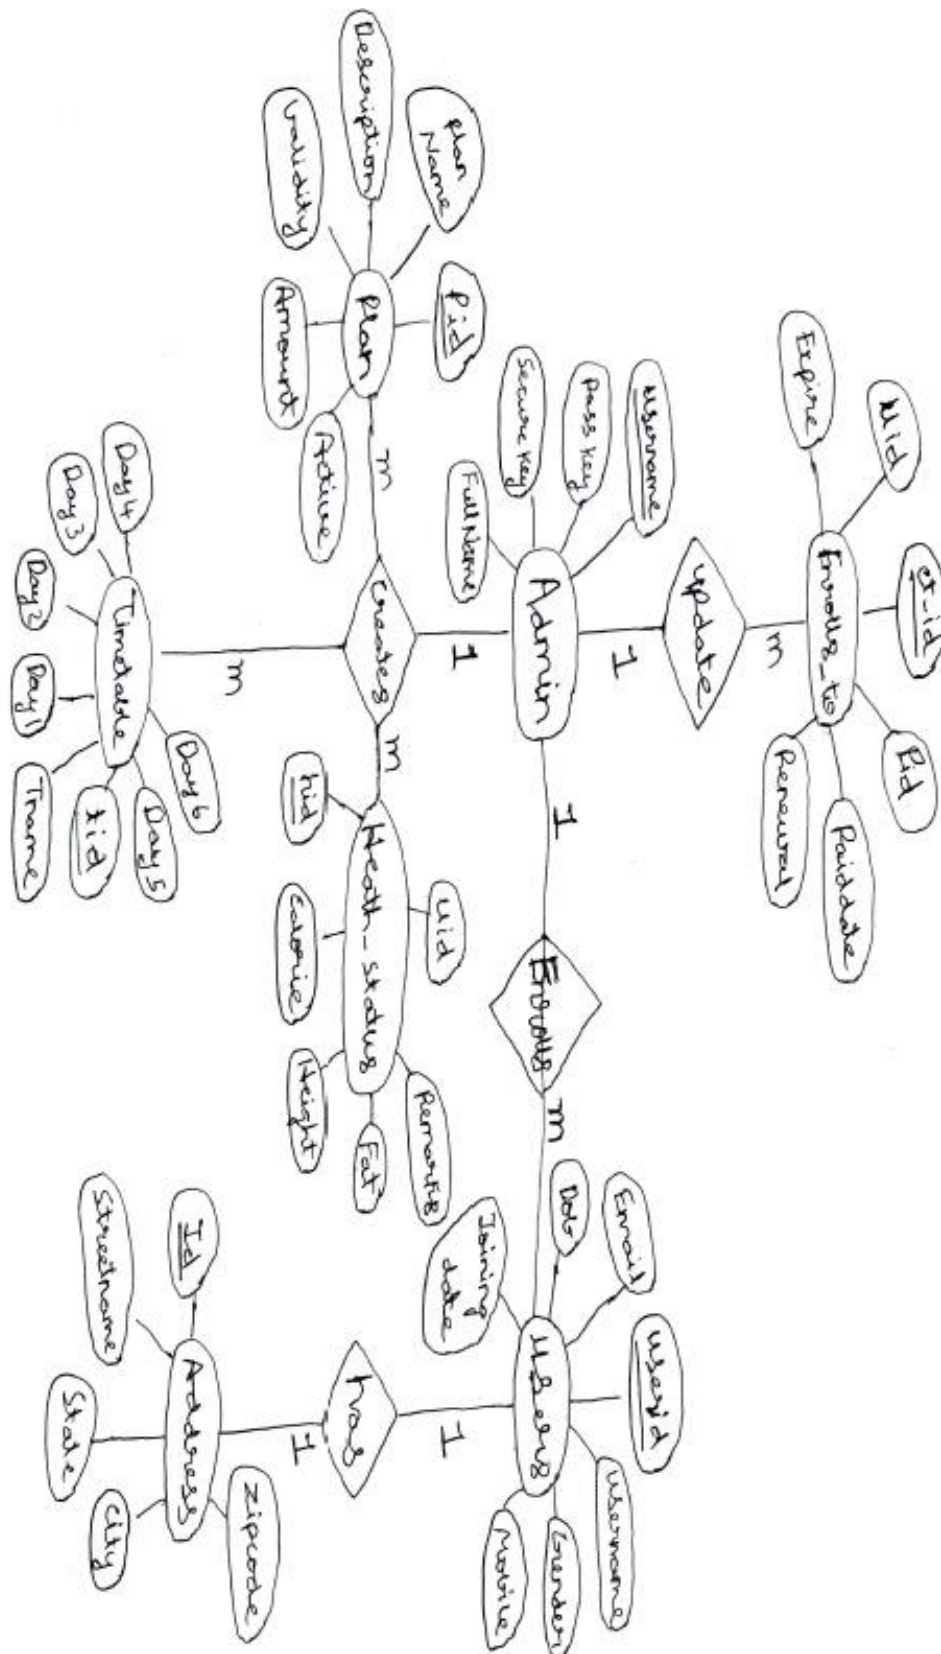 et_id
Uid
Pid
Expire
Enrolls_to
Paiddate
Renewal
m
update
1
Username
Pass key
Secure key
FullName
Admin
1
Enrolls
m
1
Email
Dob
Joining
date
userid
Username
Gender
Mobile
Users
1
has
1
plan
Name
Pid
Description
Validity
Plan
Amount
Active
m
creates
m
Uid
Remarks
Heath_status
hid
Calorie
Height
Fat
m
Id
Streetname
Address
State
City
Zipcode
Day4
Day3
Day2
Day1
Timetable
Tname
tid
Day5
Day6